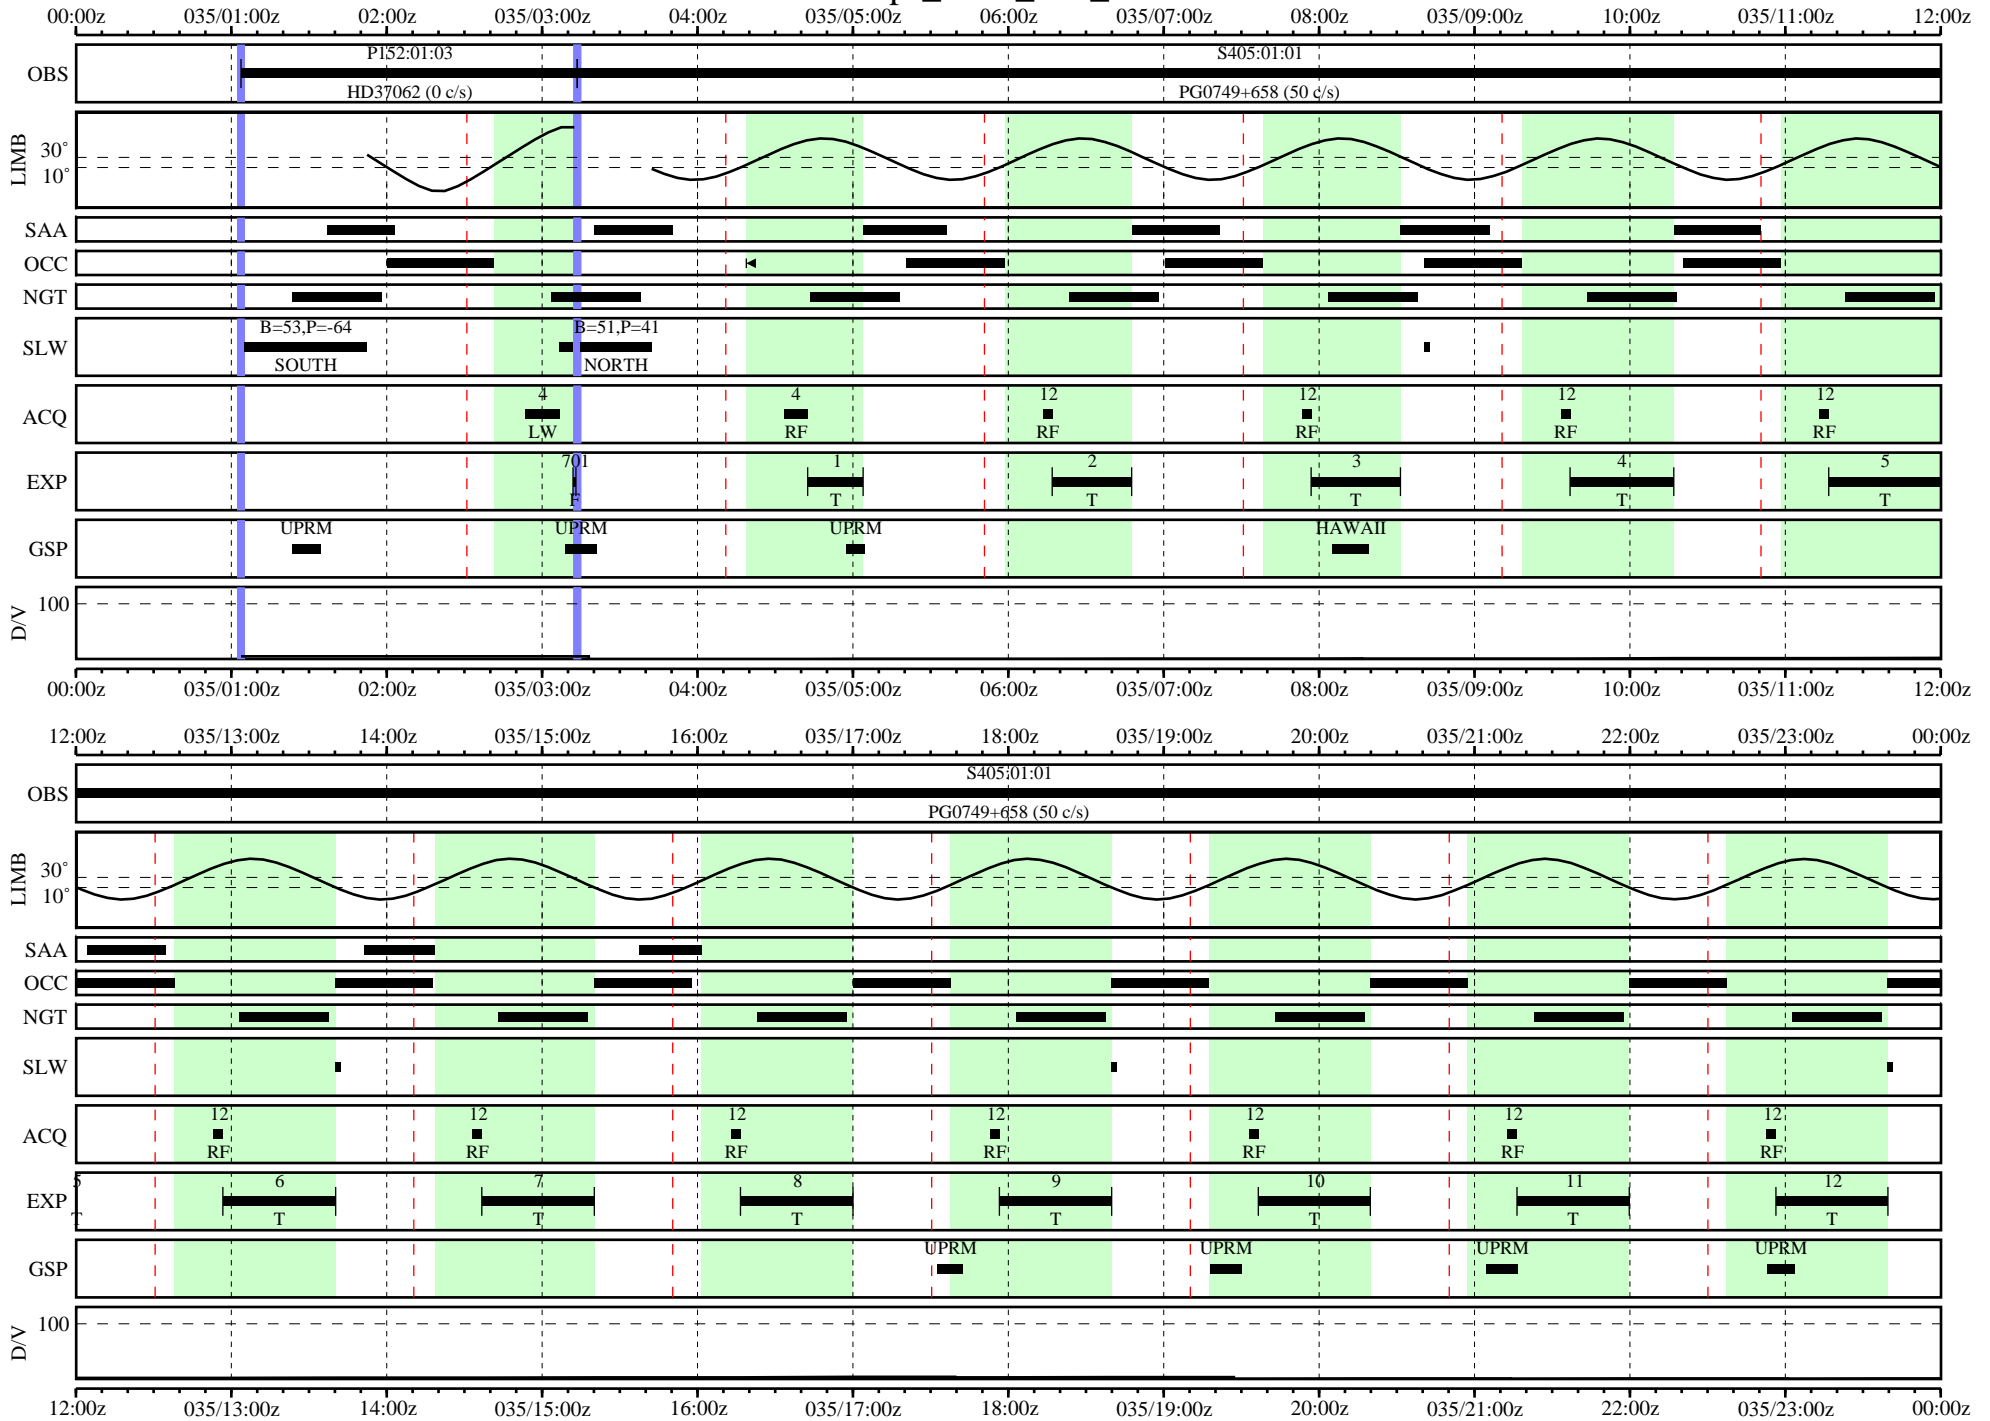 00:00z 035/01:00z 02:00z 035/03:00z 04:00z 035/05:00z 06:00z 035/07:00z 08:00z 035/09:00z 10:00z 035/11:00z 12:00z
P152:01:03 S405:01:01
OBS
HD37062 (0 c/s) PG0749+658 (50 c/s)
LIMB
30°
10°
SAA
OCC
NGT
B=53,P=-64 B=51,P=41
SLW
SOUTH NORTH
4 4 12 12 12 12
ACQ
LW RF RF RF RF RF
701 1 2 3 4 5
EXP
F T T T T T
UPRM UPRM UPRM HAWAII
GSP
100
D/V
00:00z 035/01:00z 02:00z 035/03:00z 04:00z 035/05:00z 06:00z 035/07:00z 08:00z 035/09:00z 10:00z 035/11:00z 12:00z
12:00z 035/13:00z 14:00z 035/15:00z 16:00z 035/17:00z 18:00z 035/19:00z 20:00z 035/21:00z 22:00z 035/23:00z 00:00z
S405:01:01
OBS
PG0749+658 (50 c/s)
LIMB
30°
10°
SAA
OCC
NGT
SLW
12 12 12 12 12 12 12
ACQ
RF RF RF RF RF RF RF
5 6 7 8 9 10 11 12
EXP
T T T T T T T T
UPRM UPRM UPRM UPRM
GSP
100
D/V
12:00z 035/13:00z 14:00z 035/15:00z 16:00z 035/17:00z 18:00z 035/19:00z 20:00z 035/21:00z 22:00z 035/23:00z 00:00z